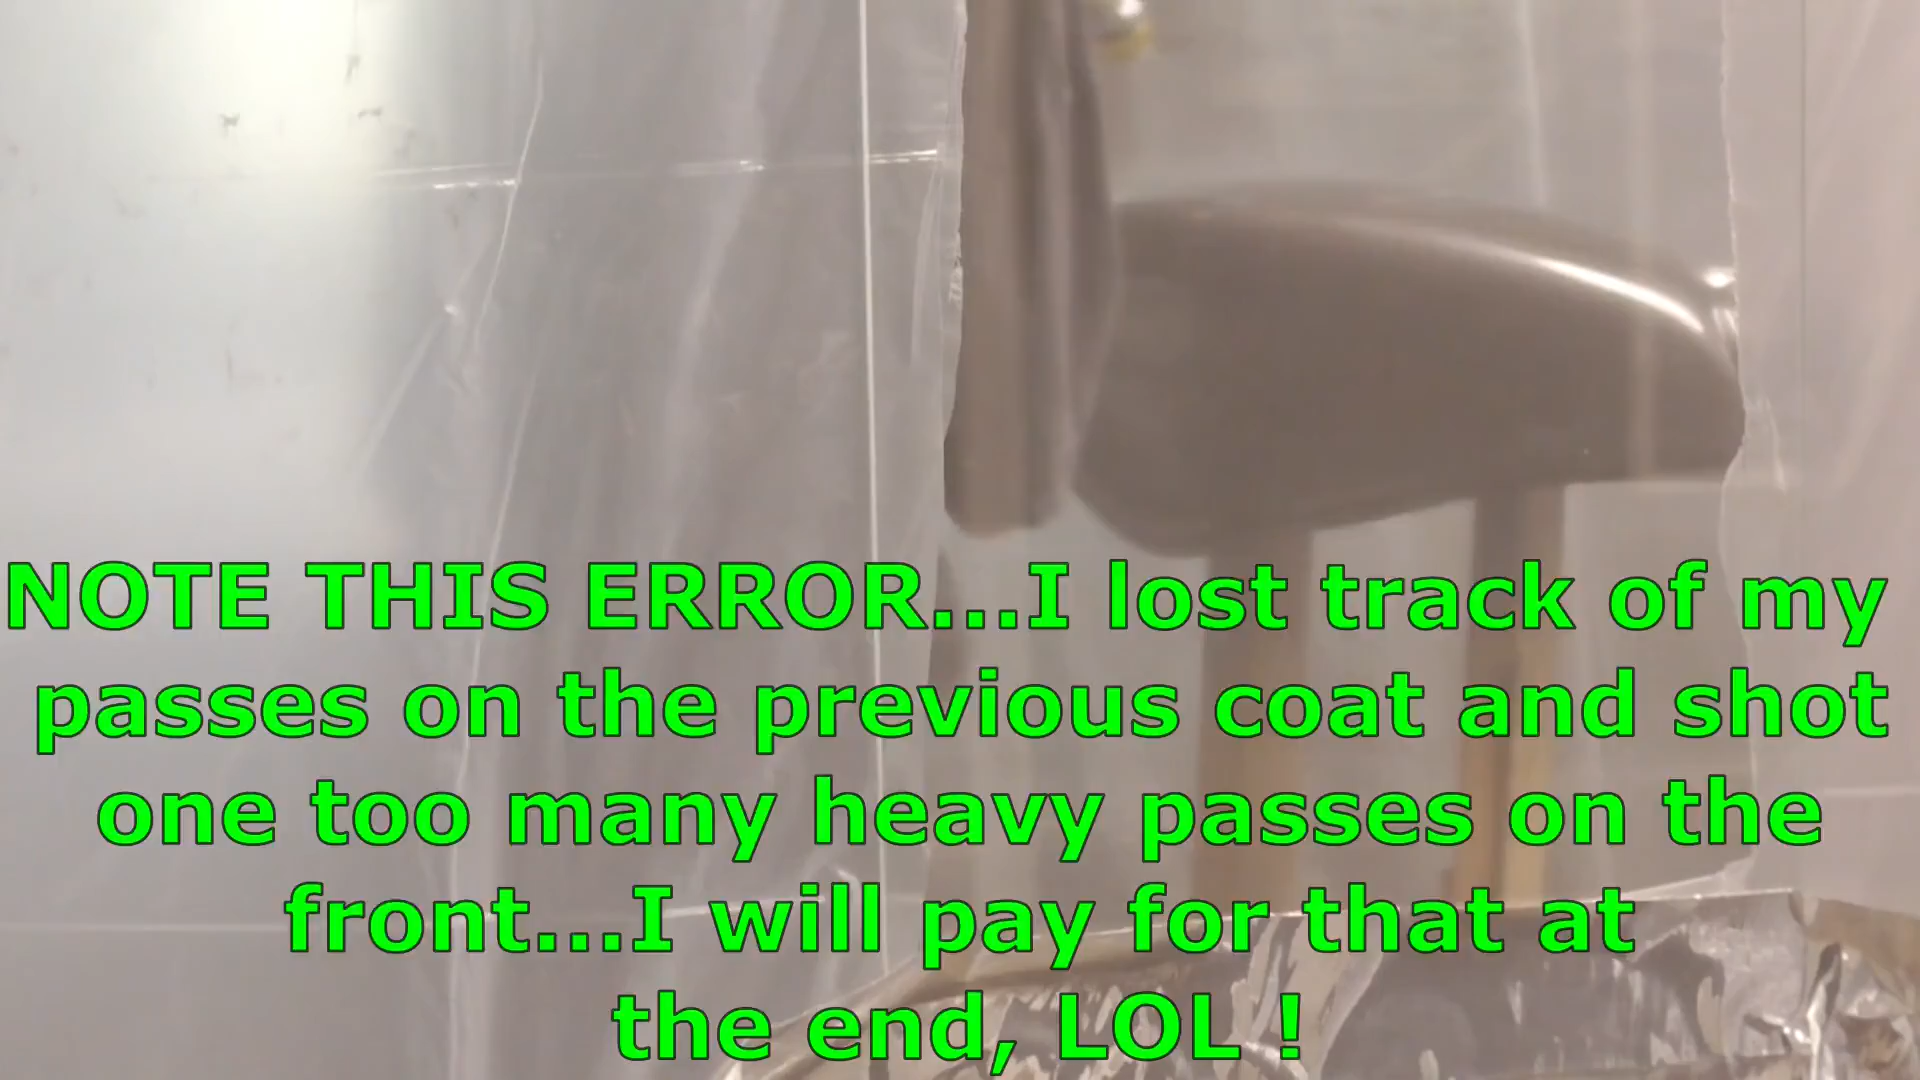 NOTE THIS ERROR...I lost track of my
passes on the previous coat and shot
one too many heavy passes on the
front...I will pay for that at
the end, LOL !